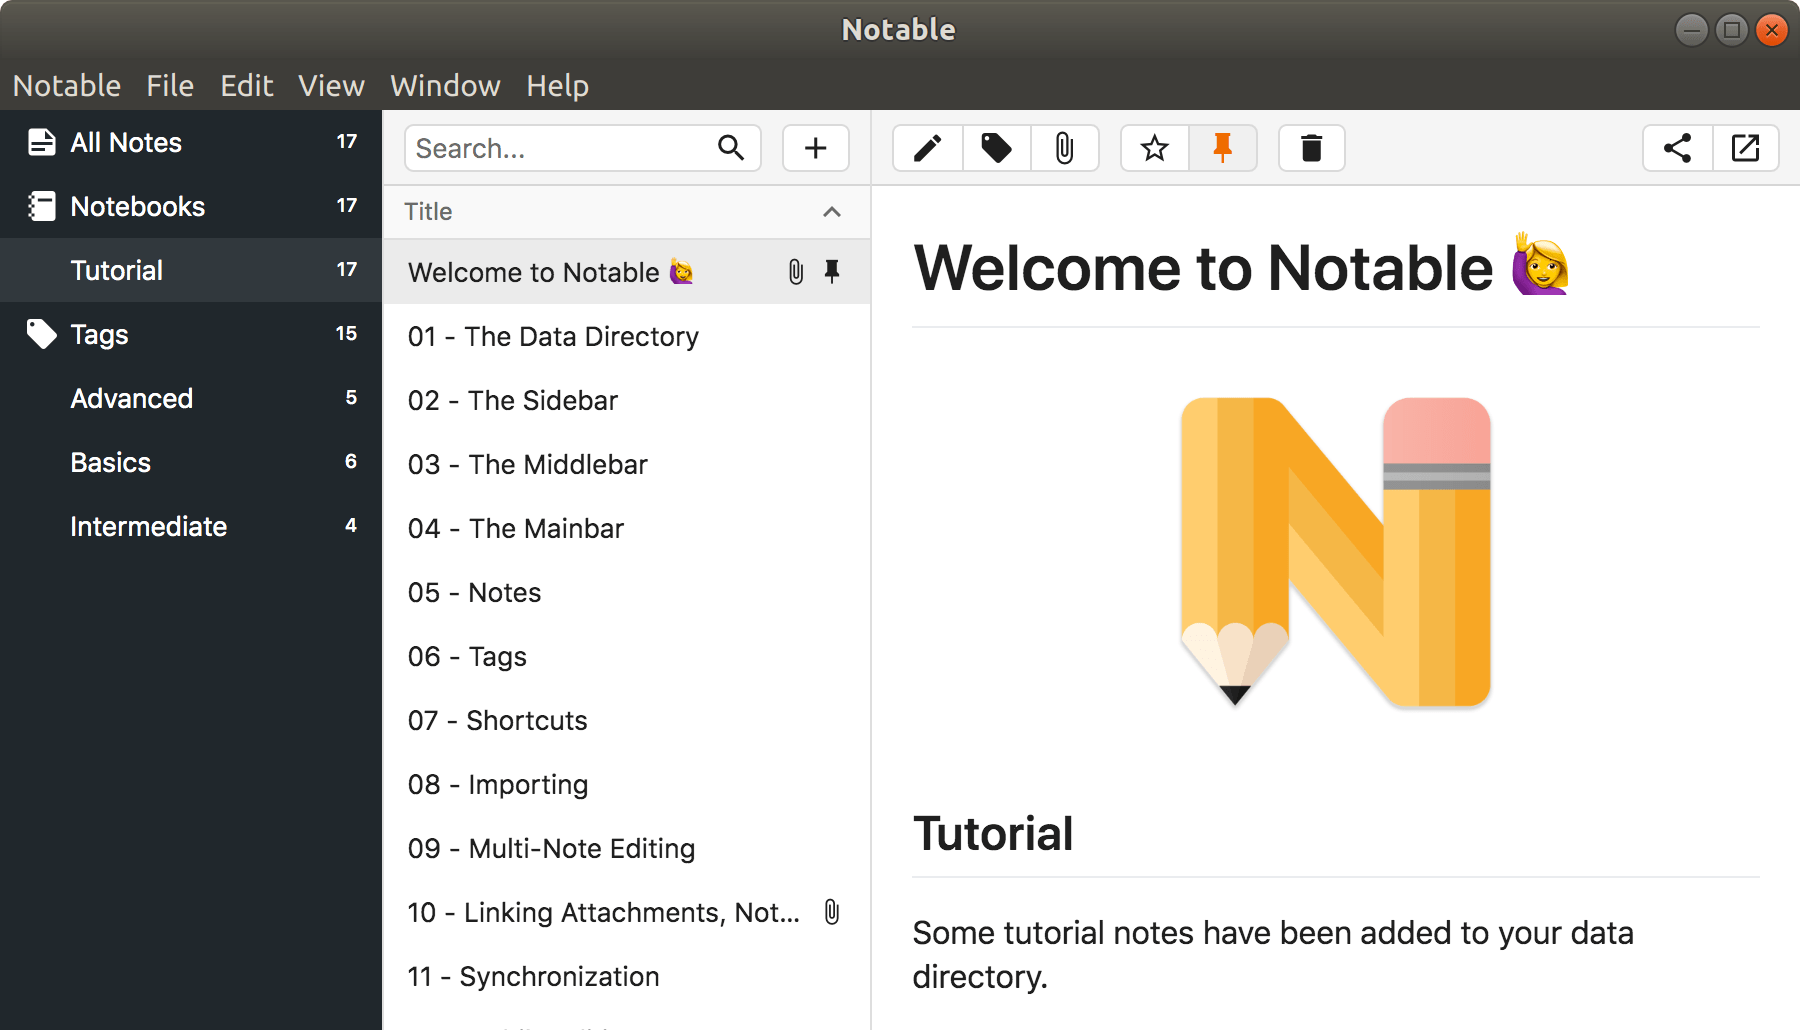 Notable
Notable File Edit View Window Help
All Notes 17
Notebooks 17
Tutorial 17
Tags 15
Advanced 5
Basics 6
Intermediate 4
Search...
Title
Welcome to Notable 🙋‍♀️
01 - The Data Directory
02 - The Sidebar
03 - The Middlebar
04 - The Mainbar
05 - Notes
06 - Tags
07 - Shortcuts
08 - Importing
09 - Multi-Note Editing
10 - Linking Attachments, Not...
11 - Synchronization
Welcome to Notable 🙋‍♀️
Tutorial
Some tutorial notes have been added to your data
directory.